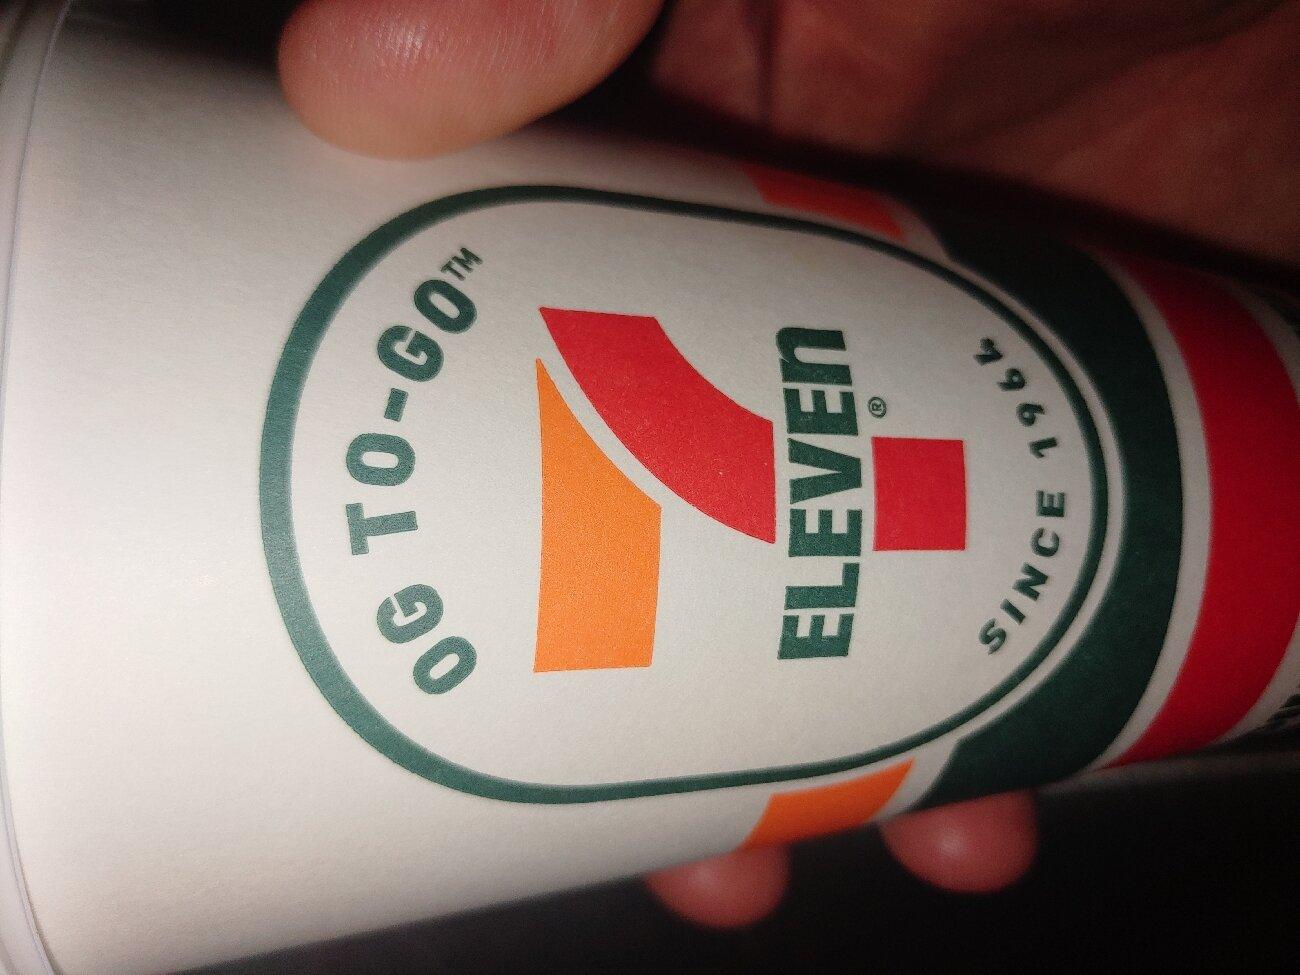 OG TO-GO™
7
ELEVEn®
SINCE 1964